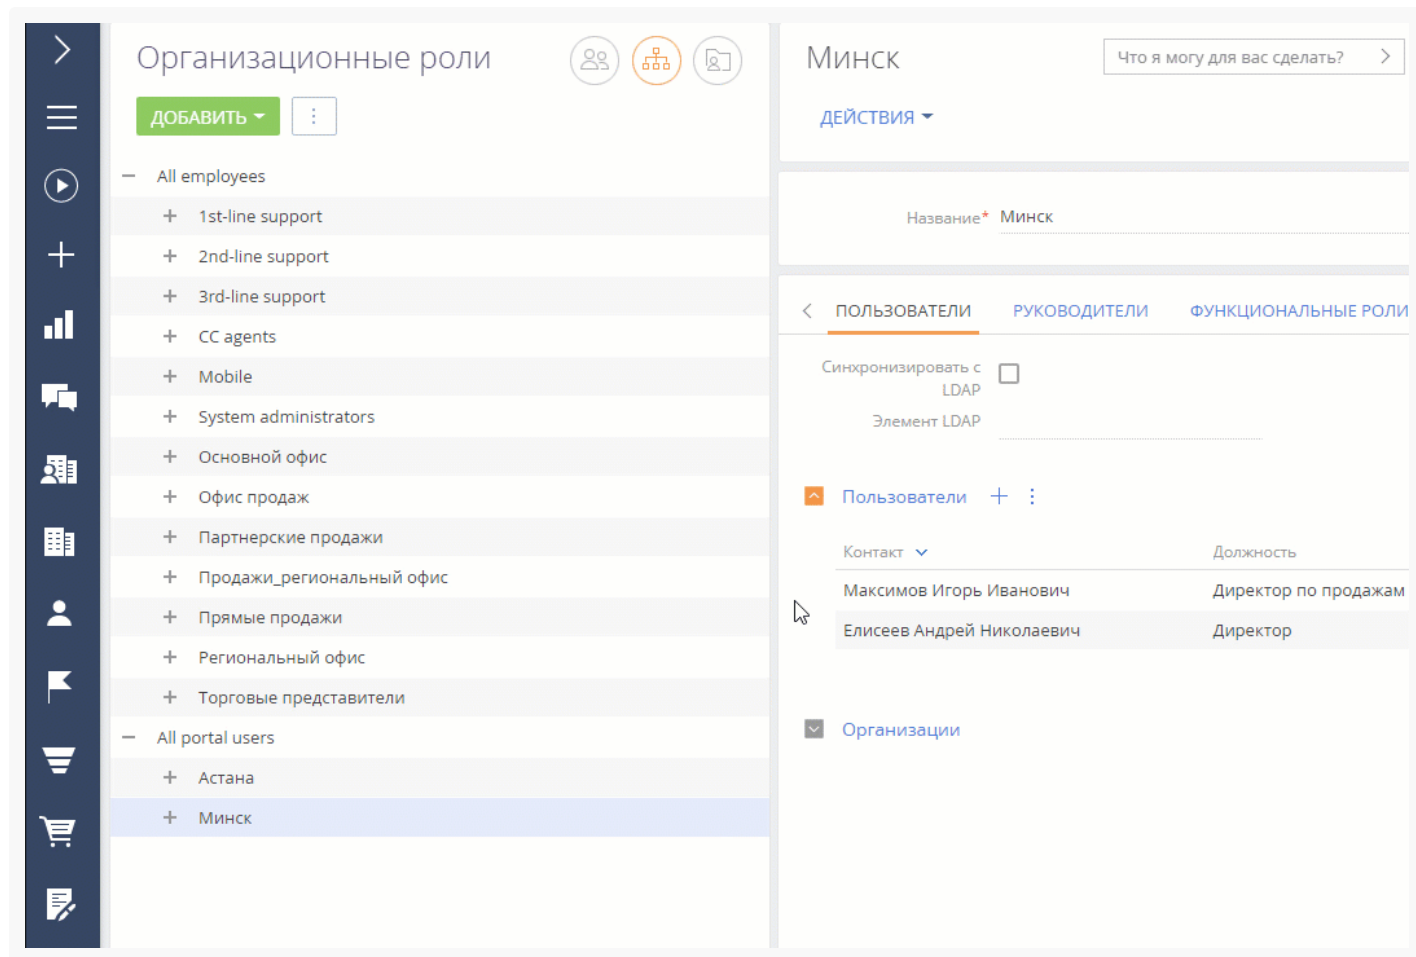 Организационные роли
ДОБАВИТЬ
All employees
1st-line support
2nd-line support
3rd-line support
CC agents
Mobile
System administrators
Основной офис
Офис продаж
Партнерские продажи
Продажи_региональный офис
Прямые продажи
Региональный офис
Торговые представители
All portal users
Астана
Минск
Минск
Что я могу для вас сделать?
ДЕЙСТВИЯ
Название* Минск
ПОЛЬЗОВАТЕЛИ РУКОВОДИТЕЛИ ФУНКЦИОНАЛЬНЫЕ РОЛИ
Синхронизировать с
LDAP
Элемент LDAP
Пользователи
Контакт Должность
Максимов Игорь Иванович Директор по продажам
Елисеев Андрей Николаевич Директор
Организации